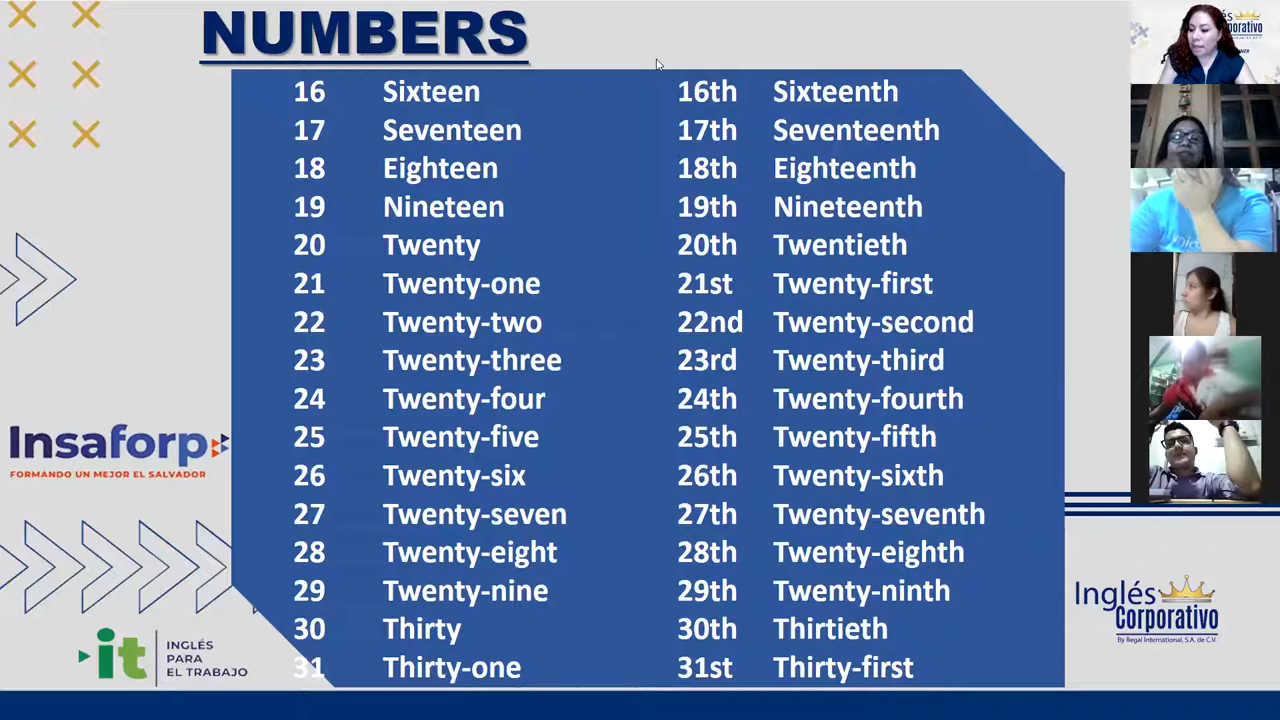 NUMBERS
16 Sixteen 16th Sixteenth
17 Seventeen 17th Seventeenth
18 Eighteen 18th Eighteenth
19 Nineteen 19th Nineteenth
20 Twenty 20th Twentieth
21 Twenty-one 21st Twenty-first
22 Twenty-two 22nd Twenty-second
23 Twenty-three 23rd Twenty-third
24 Twenty-four 24th Twenty-fourth
25 Twenty-five 25th Twenty-fifth
26 Twenty-six 26th Twenty-sixth
27 Twenty-seven 27th Twenty-seventh
28 Twenty-eight 28th Twenty-eighth
29 Twenty-nine 29th Twenty-ninth
30 Thirty 30th Thirtieth
31 Thirty-one 31st Thirty-first
Insaforp
FORMANDO UN MEJOR EL SALVADOR
it
INGLÉS
PARA
EL TRABAJO
Inglés
Corporativo
By Regal International, S.A. de C.V.